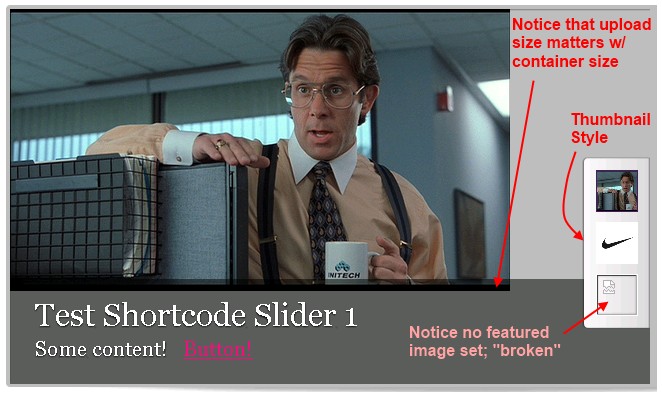 Notice that upload
size matters w/
container size
Thumbnail
Style
INITECH
Test Shortcode Slider 1
Some content! Button!
Notice no featured
image set; "broken"